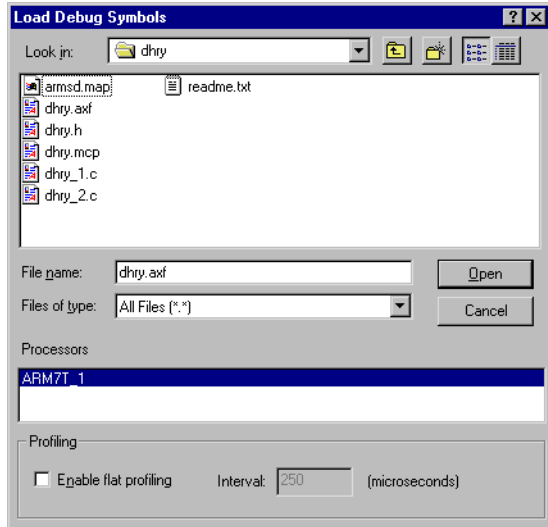 Load Debug Symbols
Look in: dhry
armsd.map readme.txt
dhry.axf
dhry.h
dhry.mcp
dhry_1.c
dhry_2.c
File name: dhry.axf Open
Files of type: All Files (*.*) Cancel
Processors
ARM7T_1
Profiling
Enable flat profiling Interval: 250 (microseconds)